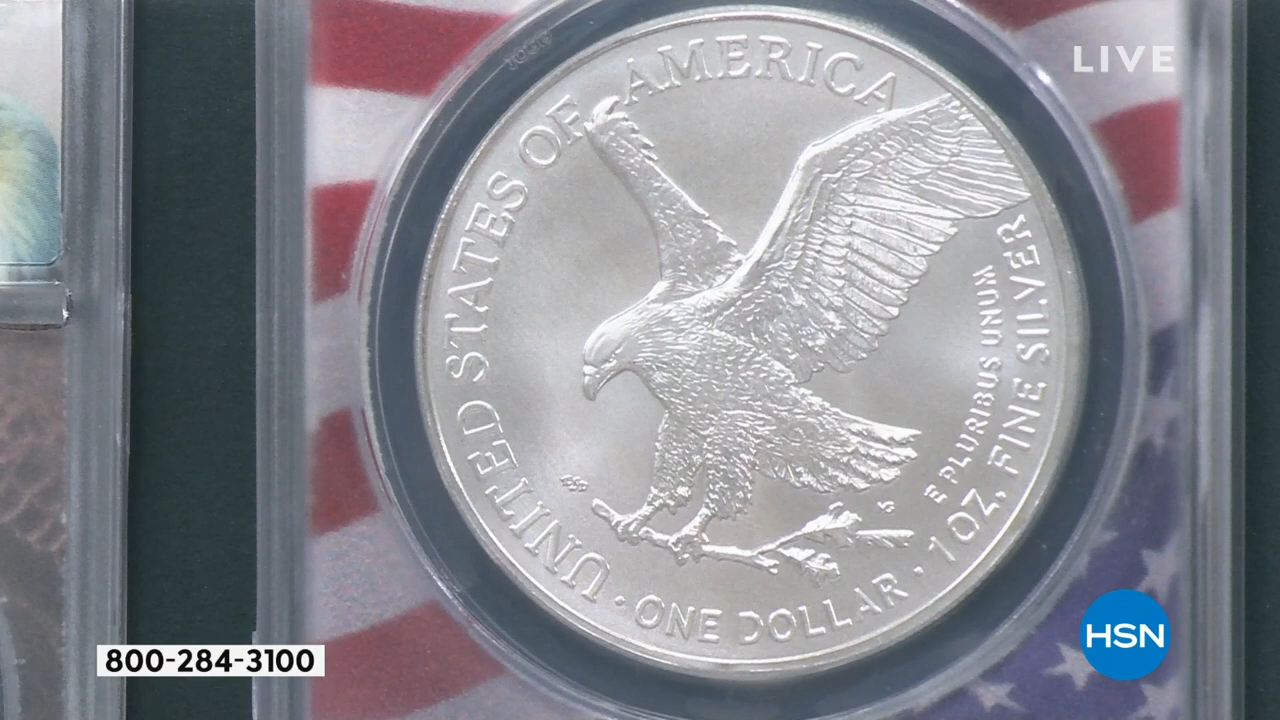 LIVE
UNITED STATES OF AMERICA
E PLURIBUS UNUM
1 OZ. FINE SILVER
· ONE DOLLAR ·
800-284-3100
HSN